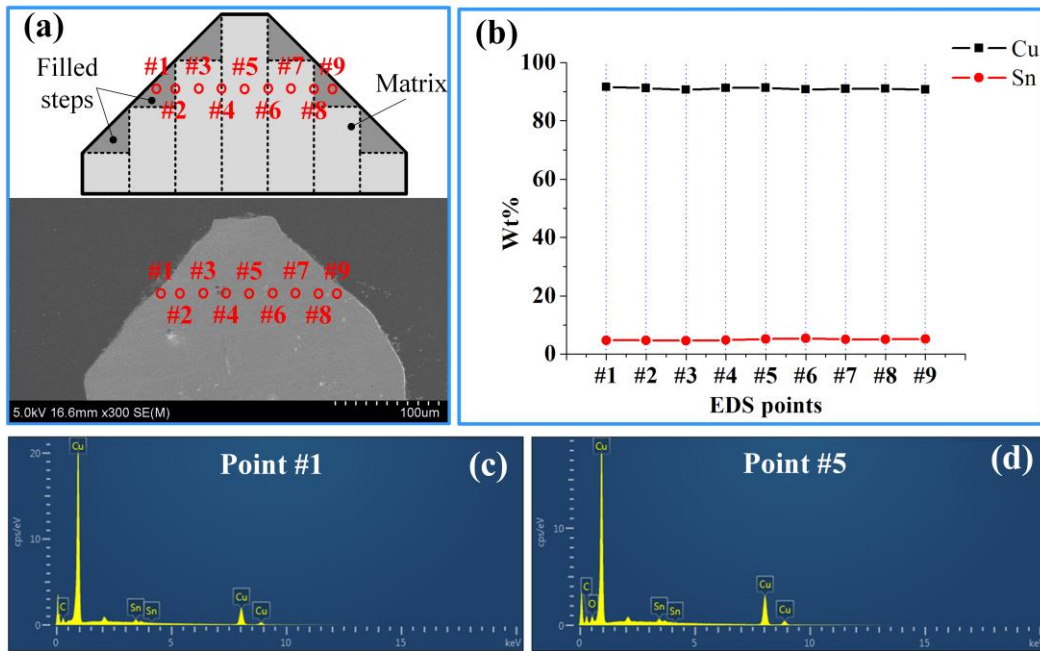 (a)
Filled
steps
Matrix
#1 #3 #5 #7 #9
#2 #4 #6 #8
#1 #3 #5 #7 #9
#2 #4 #6 #8
5.0kV 16.6mm x300 SE(M)
100um
(b)
Cu
Sn
Wt%
100
80
60
40
20
0
#1 #2 #3 #4 #5 #6 #7 #8 #9
EDS points
Point #1
(c)
cps/eV
20
10
0
Cu
C
Sn
Sn
Cu
Cu
0 5 10 15 keV
Point #5
(d)
cps/eV
10
0
Cu
C
O
Sn
Sn
Cu
Cu
0 5 10 15 keV